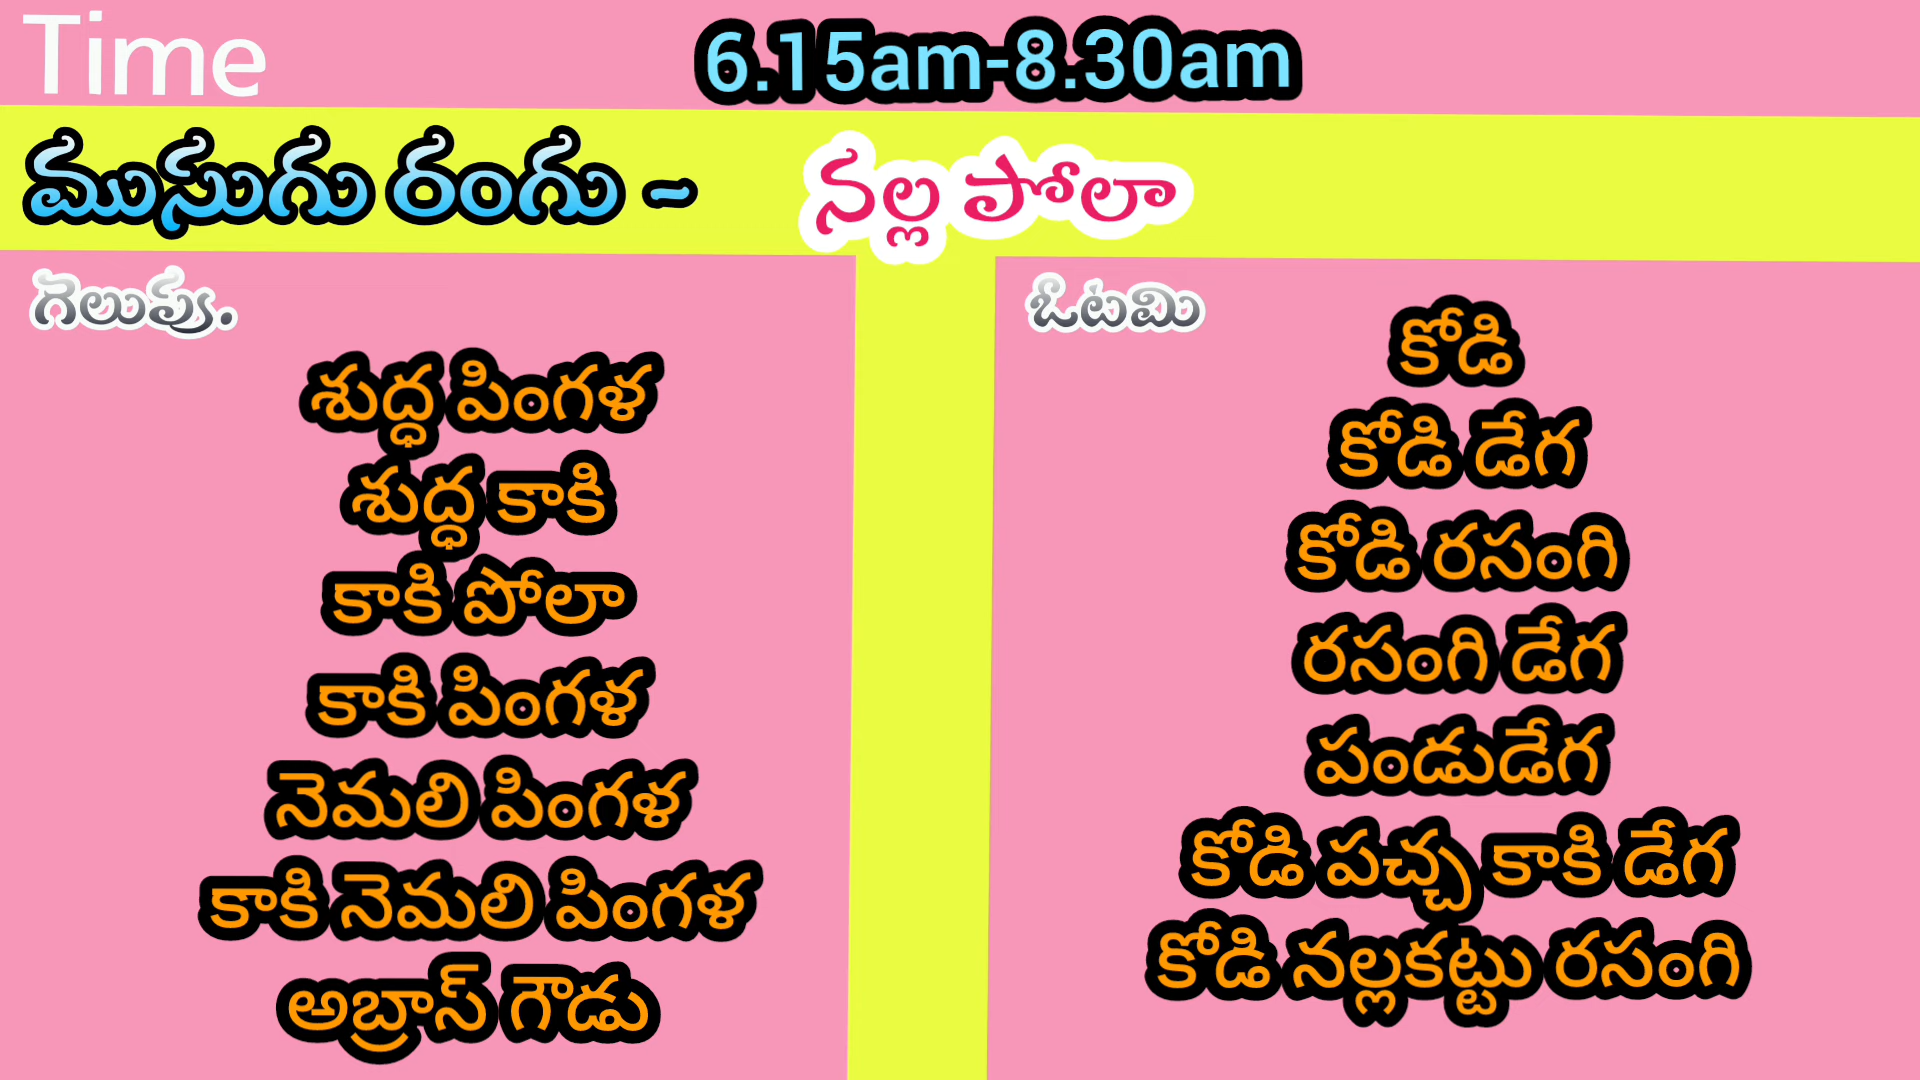 Time 6.15am-8.30am
ముసుగు రంగు - నల్ల పోలా
గెలుపు.
శుద్ధ పింగళ
శుద్ధ కాకి
కాకి పోలా
కాకి పింగళ
నెమలి పింగళ
కాకి నెమలి పింగళ
అబ్రాస్ గౌడు
ఓటమి
కోడి
కోడి డేగ
కోడి రసంగి
రసంగి డేగ
పండుడేగ
కోడి పచ్చ కాకి డేగ
కోడి నల్లకట్టు రసంగి